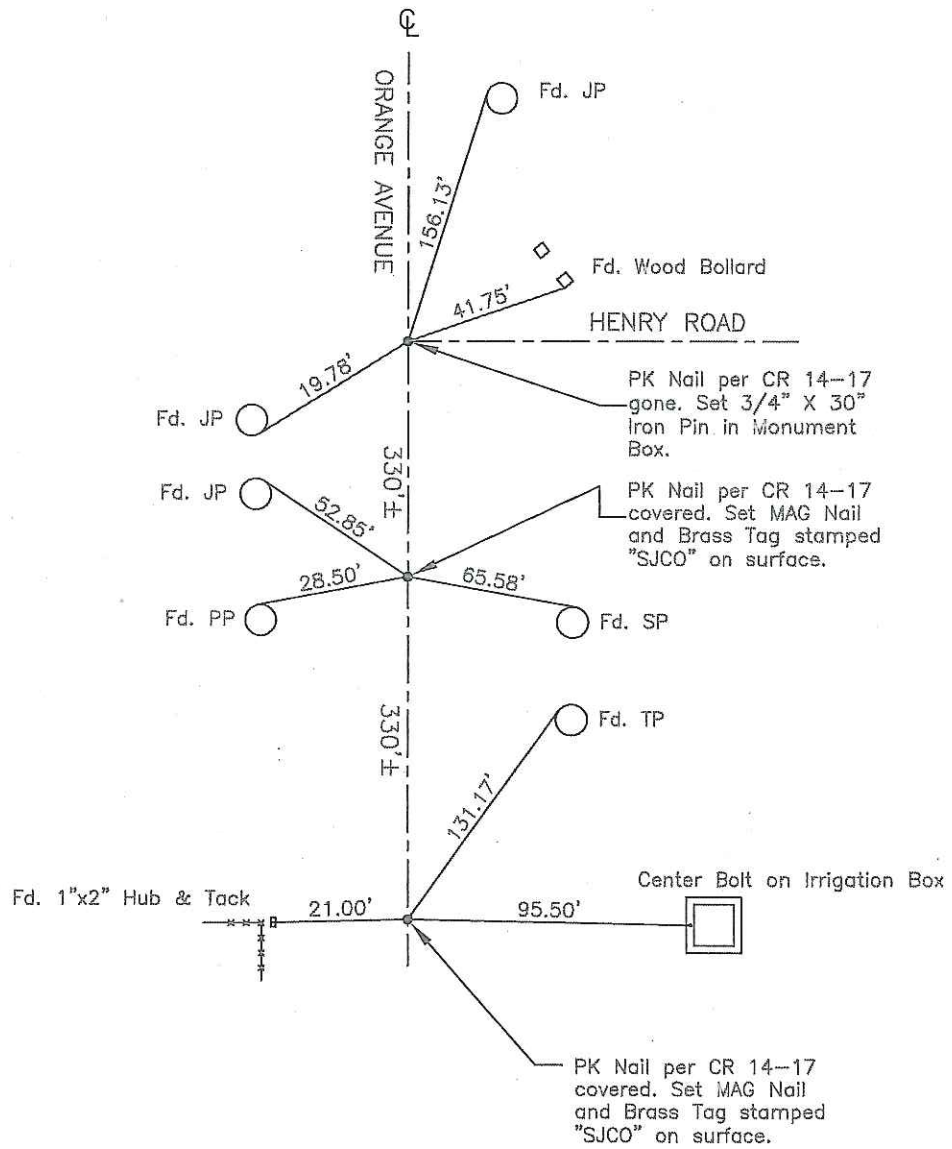 ℄
ORANGE AVENUE
Fd. JP
156.13'
Fd. Wood Bollard
41.75'
HENRY ROAD
19.78'
Fd. JP
PK Nail per CR 14-17
gone. Set 3/4" X 30"
Iron Pin in Monument
Box.
330'±
Fd. JP
52.85'
PK Nail per CR 14-17
covered. Set MAG Nail
and Brass Tag stamped
"SJCO" on surface.
28.50'
65.58'
Fd. PP
Fd. SP
330'±
Fd. TP
131.17'
Fd. 1"x2" Hub & Tack
21.00'
95.50'
Center Bolt on Irrigation Box
PK Nail per CR 14-17
covered. Set MAG Nail
and Brass Tag stamped
"SJCO" on surface.